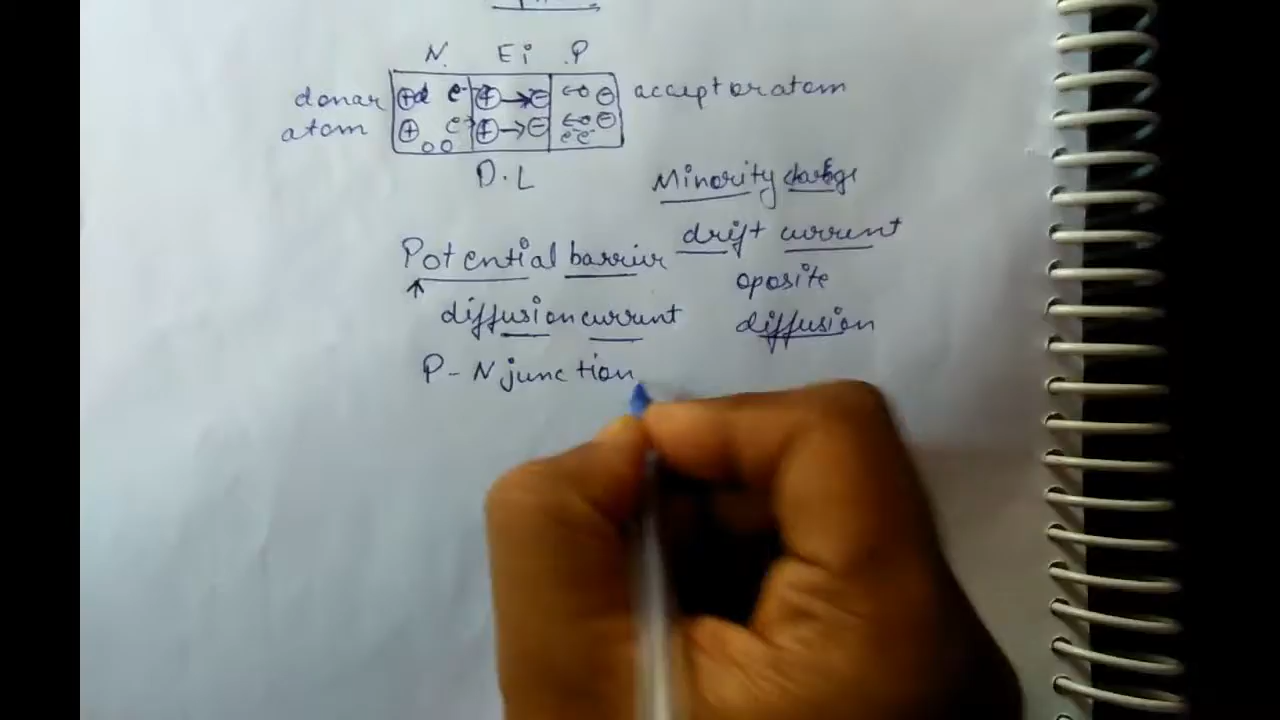 N. Ei .P
donar acceptor atom
atom
D.L
Minority charge
drift current
Potential barrier
oposite
diffusion current
diffusion
P-N junction